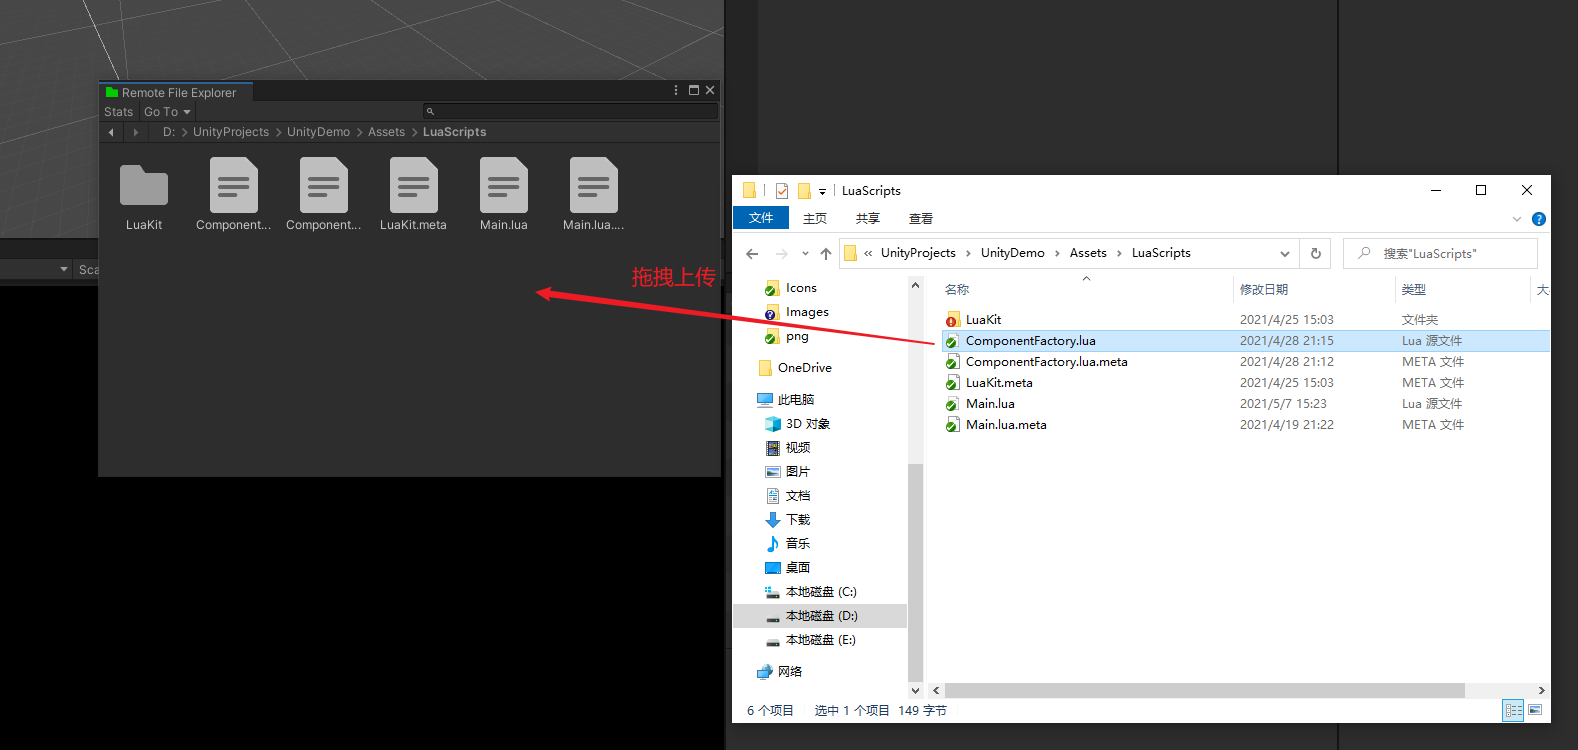 Remote File Explorer
Stats Go To
D: UnityProjects UnityDemo Assets LuaScripts
LuaKit Component... Component... LuaKit.meta Main.lua Main.lua....
Sca
拖拽上传
LuaScripts
文件 主页 共享 查看
« UnityProjects UnityDemo Assets LuaScripts 搜索"LuaScripts"
Icons
Images
png
OneDrive
此电脑
3D 对象
视频
图片
文档
下载
音乐
桌面
本地磁盘 (C:)
本地磁盘 (D:)
本地磁盘 (E:)
网络
名称 修改日期 类型 大
LuaKit 2021/4/25 15:03 文件夹
ComponentFactory.lua 2021/4/28 21:15 Lua 源文件
ComponentFactory.lua.meta 2021/4/28 21:12 META 文件
LuaKit.meta 2021/4/25 15:03 META 文件
Main.lua 2021/5/7 15:23 Lua 源文件
Main.lua.meta 2021/4/19 21:22 META 文件
6 个项目 选中 1 个项目 149 字节